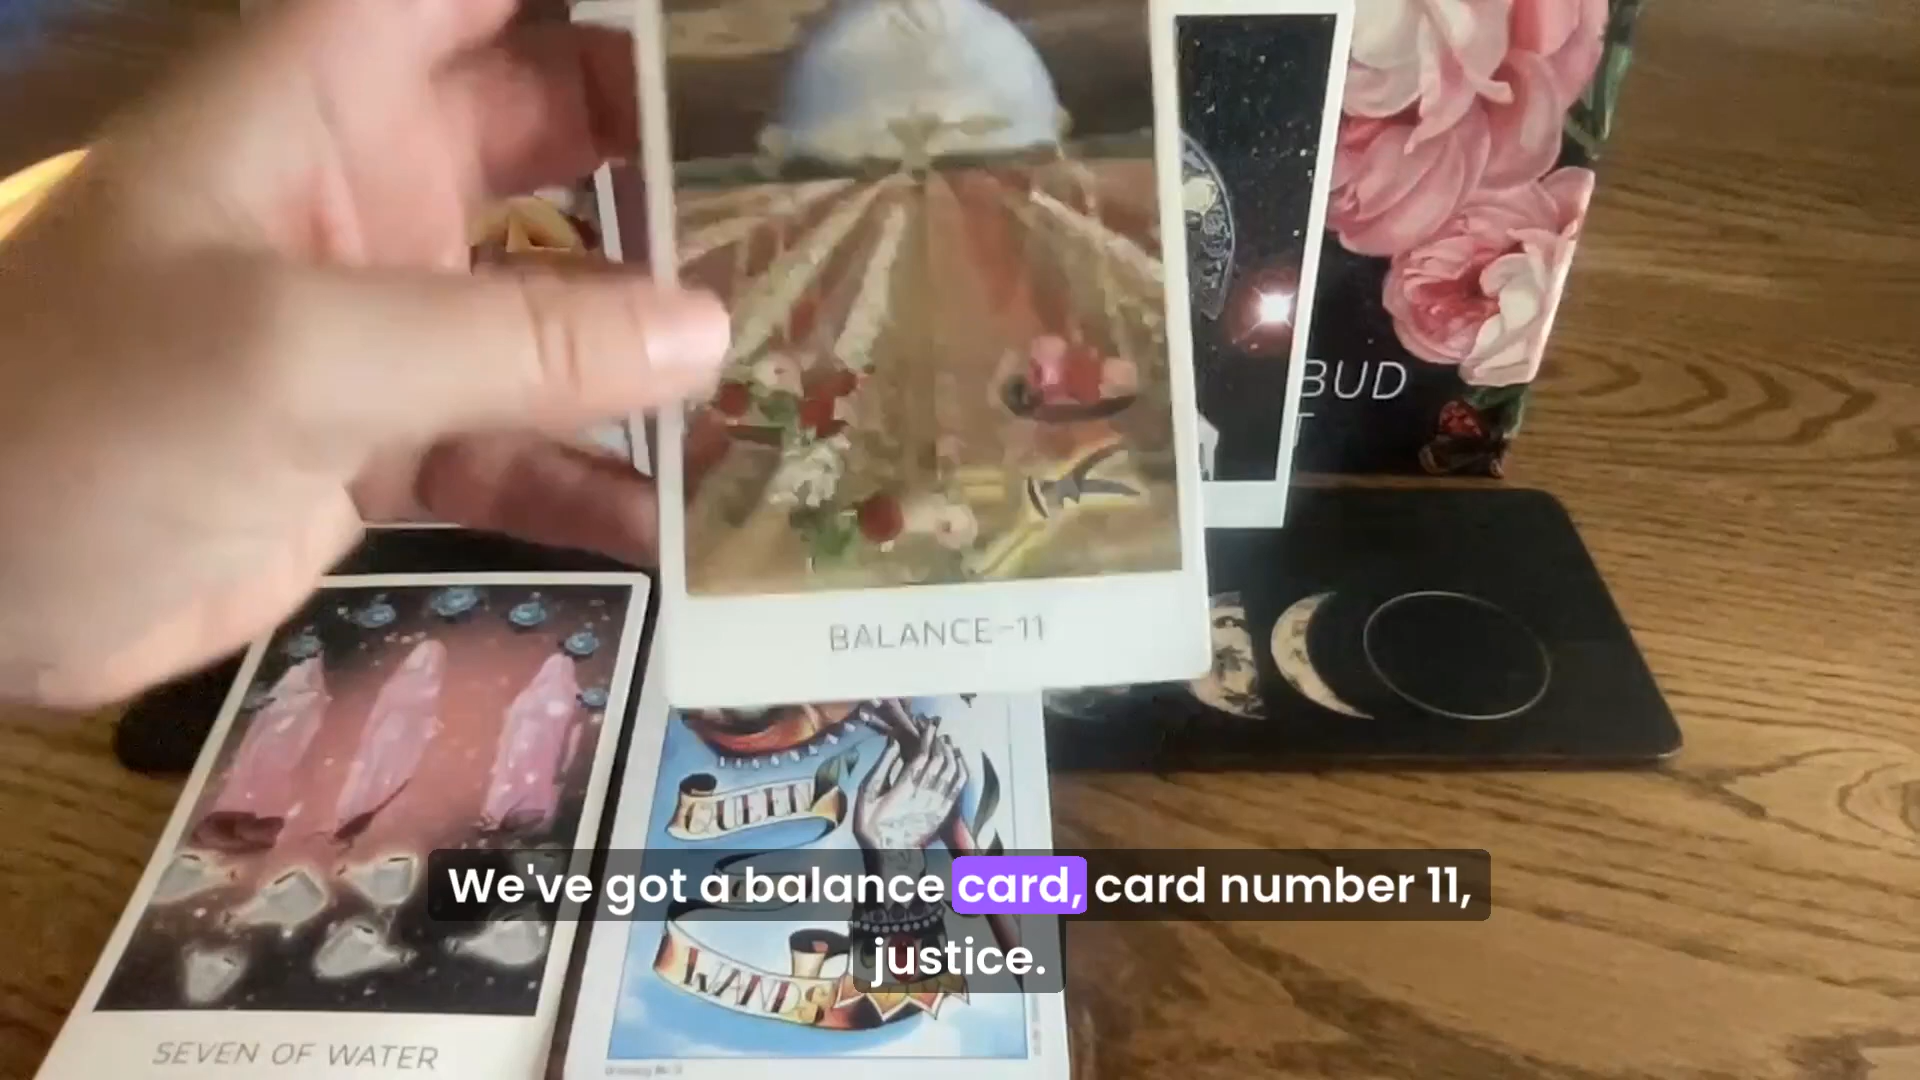 BUD
BALANCE-11
QUEEN
We've got a balance card, card number 11,
justice.
WANDS
SEVEN OF WATER